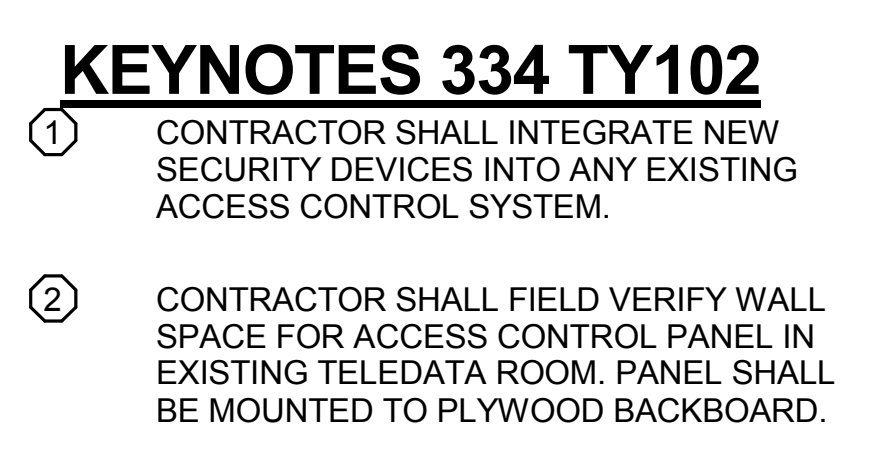 KEYNOTES 334 TY102
1 CONTRACTOR SHALL INTEGRATE NEW
SECURITY DEVICES INTO ANY EXISTING
ACCESS CONTROL SYSTEM.
2 CONTRACTOR SHALL FIELD VERIFY WALL
SPACE FOR ACCESS CONTROL PANEL IN
EXISTING TELEDATA ROOM. PANEL SHALL
BE MOUNTED TO PLYWOOD BACKBOARD.